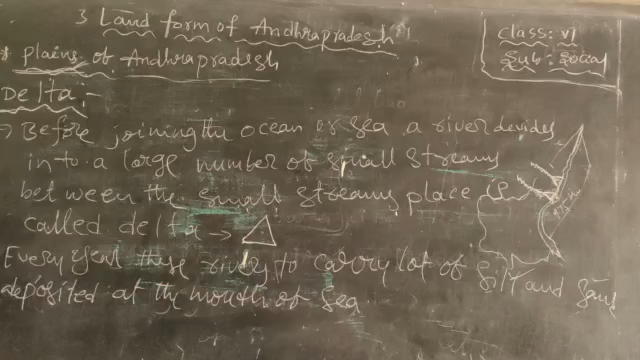 3 Land form of Andhrapradesh
Class: VI
Sub: Social
* plains of Andhrapradesh
Delta:-
→ Before joining the ocean or sea a river devides
in to a large number of small streams
between the small streams place is
called delta → △
Every year these rivers to carry lot of silt and sand
deposited at the mouth of sea